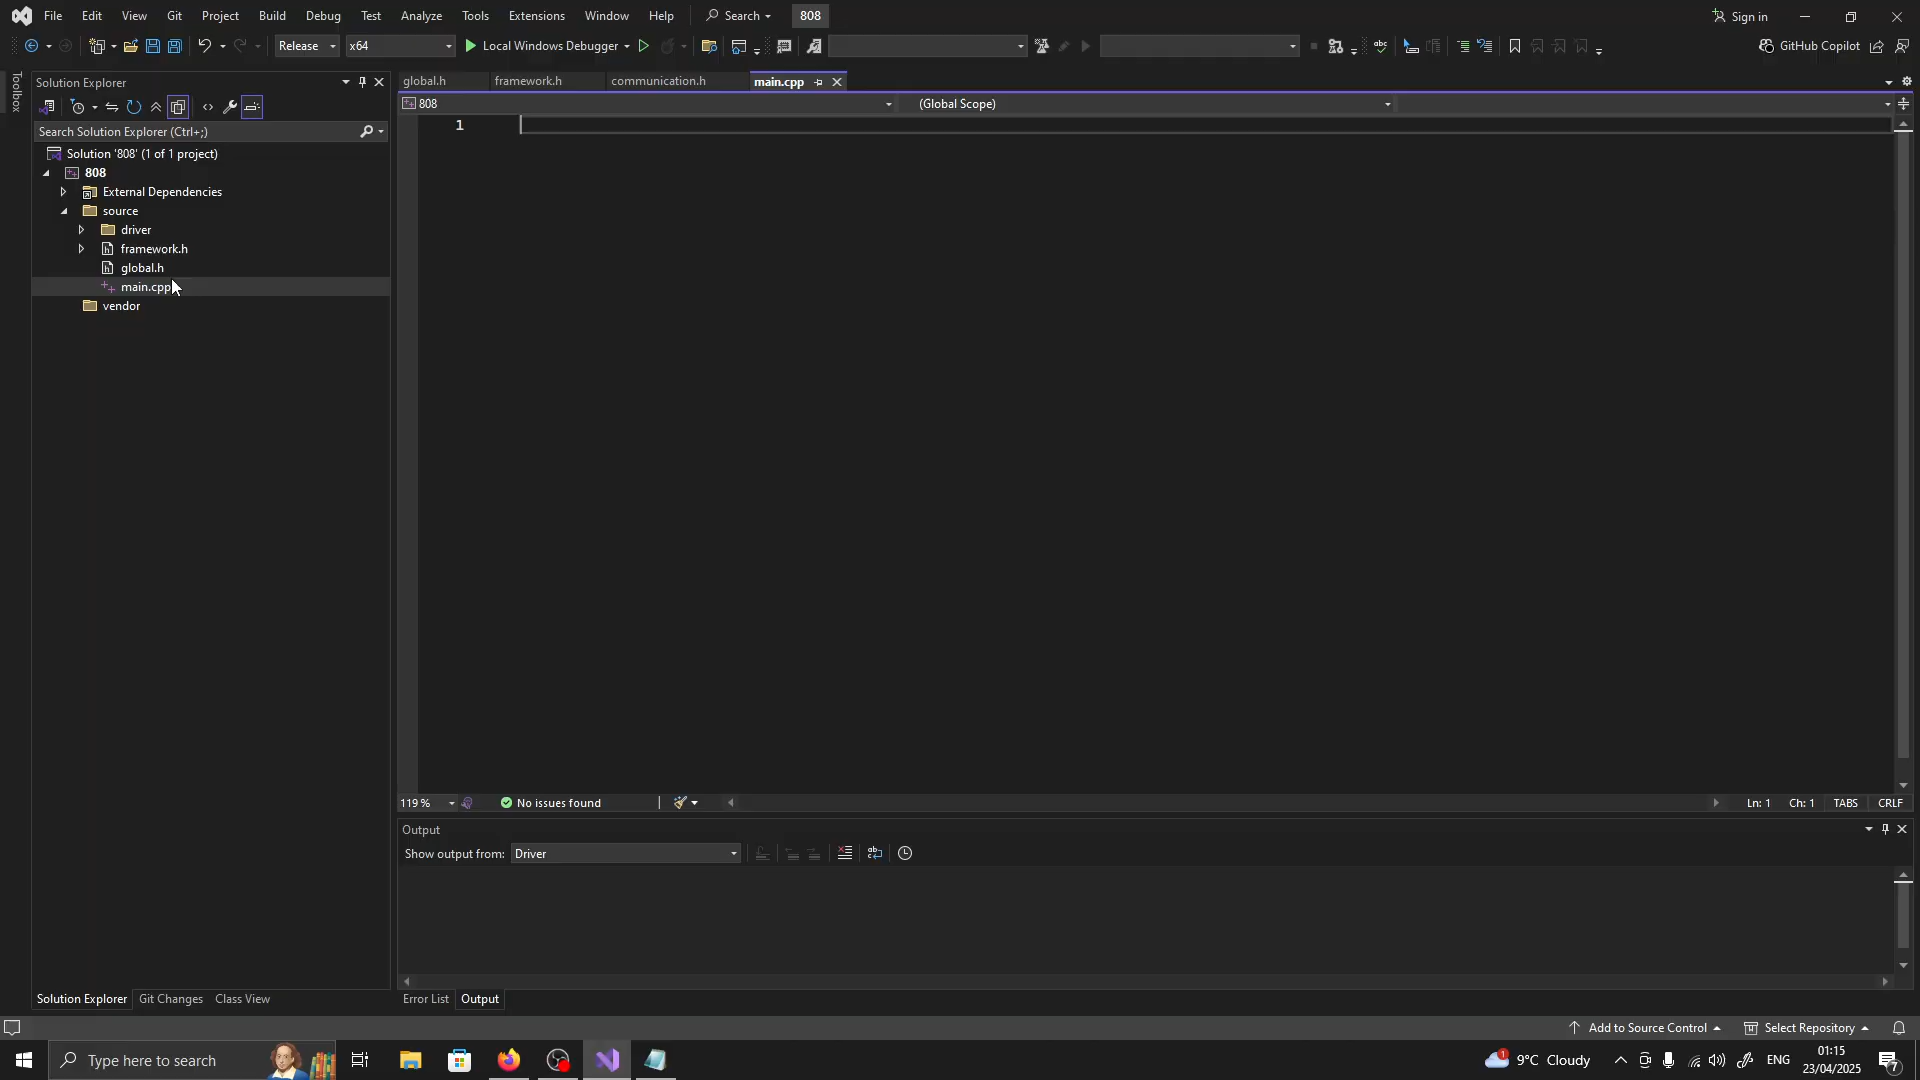 File Edit View Git Project Build Debug Test Analyze Tools Extensions Window Help Search 808 Sign in
Release x64 Local Windows Debugger GitHub Copilot
Toolbox
Solution Explorer
Search Solution Explorer (Ctrl+;)
Solution '808' (1 of 1 project)
808
External Dependencies
source
driver
framework.h
global.h
main.cpp
vendor
global.h framework.h communication.h main.cpp
808 (Global Scope)
1
119 % No issues found Ln: 1 Ch: 1 TABS CRLF
Output
Show output from: Driver
Solution Explorer Git Changes Class View
Error List Output
Add to Source Control Select Repository
Type here to search
1 9°C Cloudy ENG 01:15
23/04/2025 7